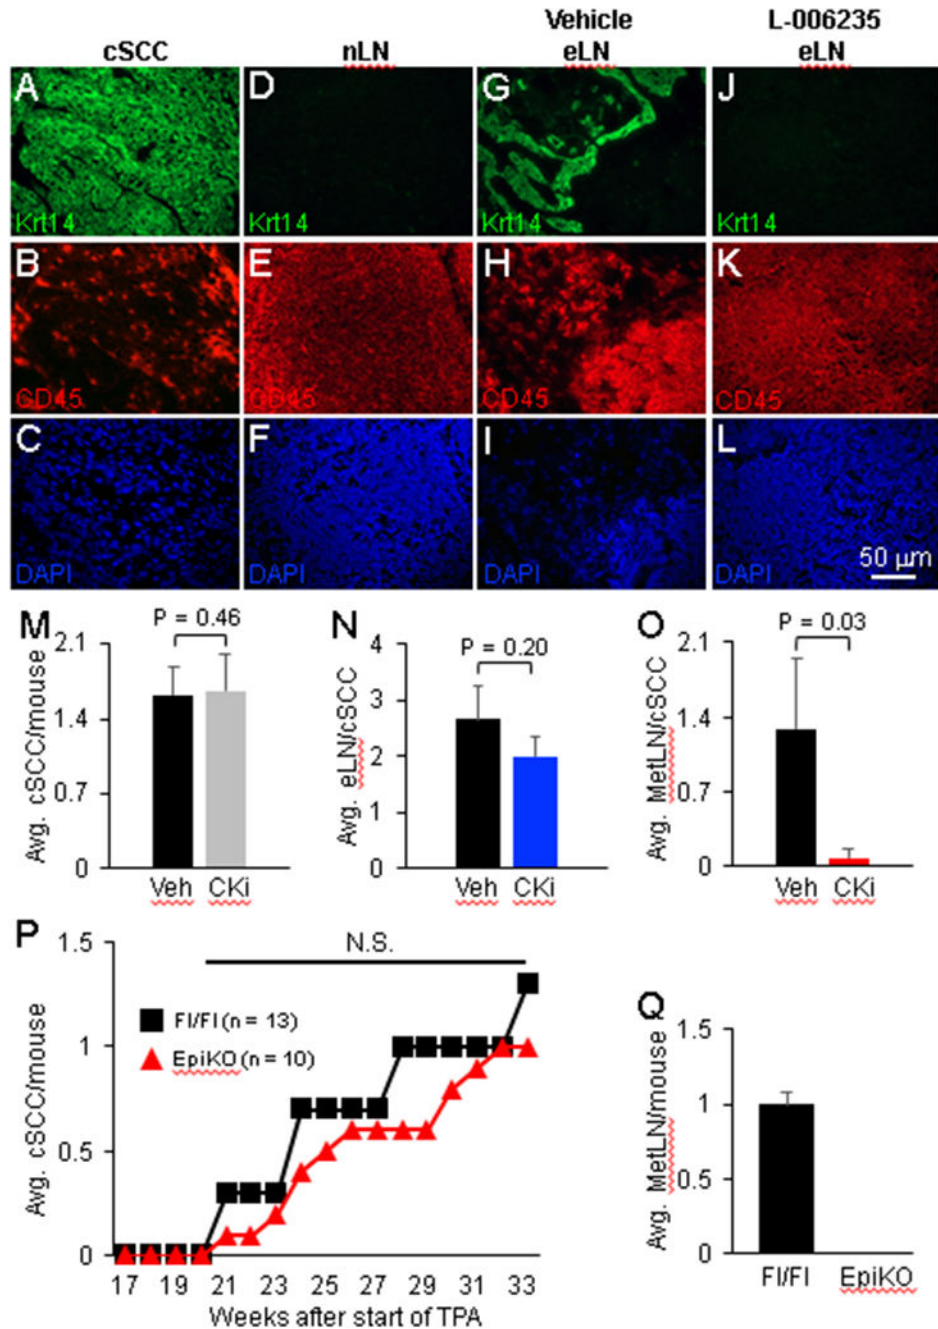 cSCC
nLN
Vehicle
eLN
L-006235
eLN
A
Krt14
D
Krt14
G
Krt14
J
Krt14
B
CD45
E
CD45
H
CD45
K
CD45
C
DAPI
F
DAPI
I
DAPI
L
DAPI
50 µm
M
P = 0.46
2.1
1.4
0.7
0
Avg. cSCC/mouse
Veh CKi
N
P = 0.20
4
3
2
1
0
Avg. eLN/cSCC
Veh CKi
O
P = 0.03
2.1
1.4
0.7
0
Avg. MetLN/cSCC
Veh CKi
P
N.S.
1.5
1
0.5
0
Avg. cSCC/mouse
Fl/Fl (n = 13)
EpiKO (n = 10)
17 19 21 23 25 27 29 31 33
Weeks after start of TPA
Q
1.5
1
0.5
0
Avg. MetLN/mouse
Fl/Fl EpiKO